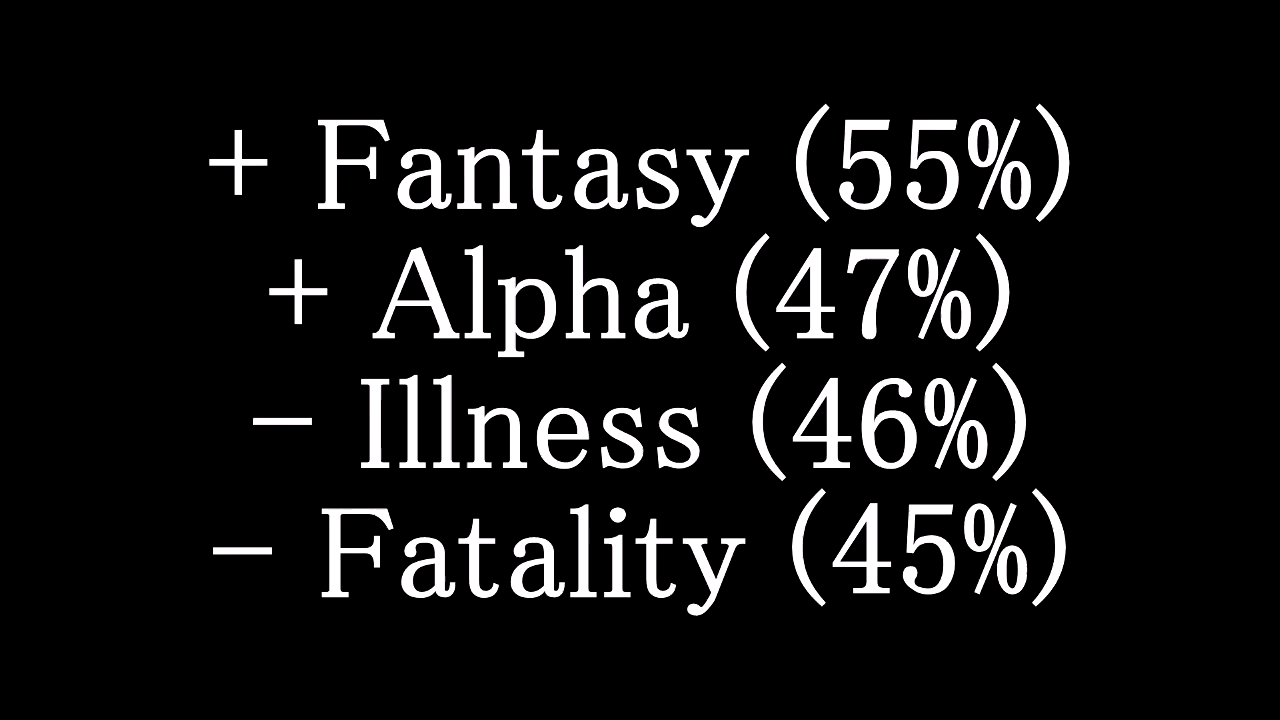 + Fantasy (55%)
+ Alpha (47%)
− Illness (46%)
− Fatality (45%)